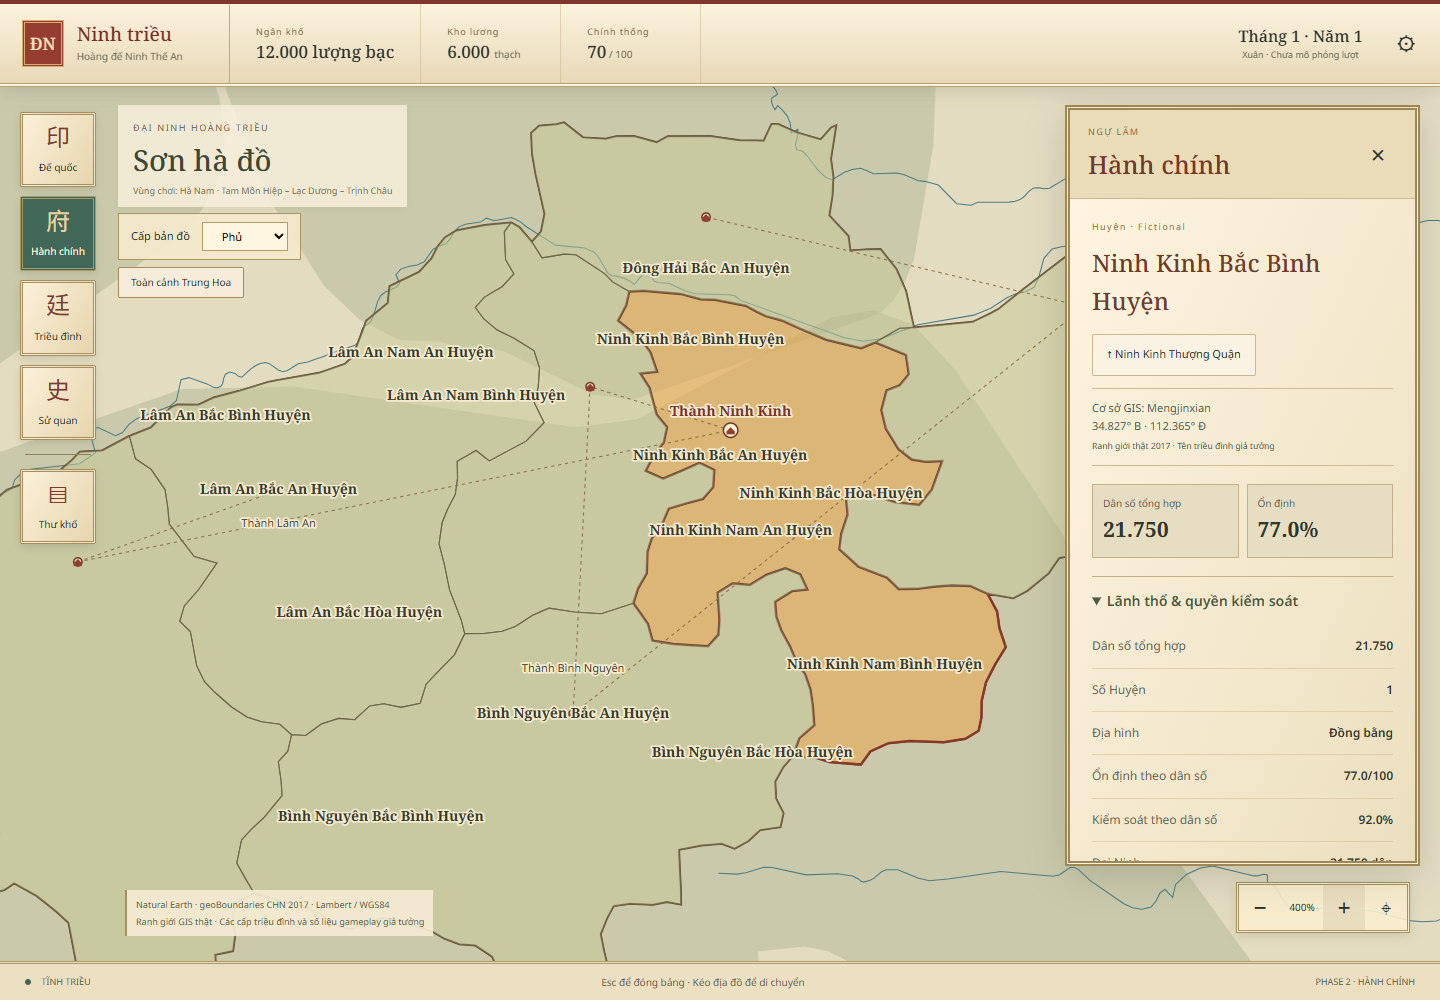 ĐN
Ninh triều
Hoàng đế Ninh Thế An
Ngân khố
12.000 lượng bạc
Kho lương
6.000 thạch
Chính thống
70 / 100
Tháng 1 · Năm 1
Xuân · Chưa mô phỏng lượt
印
Đế quốc
府
Hành chính
廷
Triều đình
史
Sử quan
▤
Thư khố
ĐẠI NINH HOÀNG TRIỀU
Sơn hà đồ
Vùng chơi: Hà Nam · Tam Môn Hiệp – Lạc Dương – Trịnh Châu
Cấp bản đồ
Phủ
Toàn cảnh Trung Hoa
Đông Hải Bắc An Huyện
Ninh Kinh Bắc Bình Huyện
Lâm An Nam An Huyện
Lâm An Nam Bình Huyện
Lâm An Bắc Bình Huyện
Thành Ninh Kinh
Ninh Kinh Bắc An Huyện
Lâm An Bắc An Huyện
Ninh Kinh Bắc Hòa Huyện
Thành Lâm An
Ninh Kinh Nam An Huyện
Lâm An Bắc Hòa Huyện
Thành Bình Nguyên
Ninh Kinh Nam Bình Huyện
Bình Nguyên Bắc An Huyện
Bình Nguyên Bắc Hòa Huyện
Bình Nguyên Bắc Bình Huyện
NGỰ LÃM
Hành chính
✕
Huyện · Fictional
Ninh Kinh Bắc Bình
Huyện
↑ Ninh Kinh Thượng Quận
Cơ sở GIS: Mengjinxian
34.827° B · 112.365° Đ
Ranh giới thật 2017 · Tên triều đình giả tưởng
Dân số tổng hợp
21.750
Ổn định
77.0%
▼ Lãnh thổ & quyền kiểm soát
Dân số tổng hợp 21.750
Số Huyện 1
Địa hình Đồng bằng
Ổn định theo dân số 77.0/100
Kiểm soát theo dân số 92.0%
Đại Ninh 21.750 dân
Natural Earth · geoBoundaries CHN 2017 · Lambert / WGS84
Ranh giới GIS thật · Các cấp triều đình và số liệu gameplay giả tưởng
− 400% + ⌖
TĨNH TRIỀU
Esc để đóng bảng · Kéo địa đồ để di chuyển
PHASE 2 · HÀNH CHÍNH